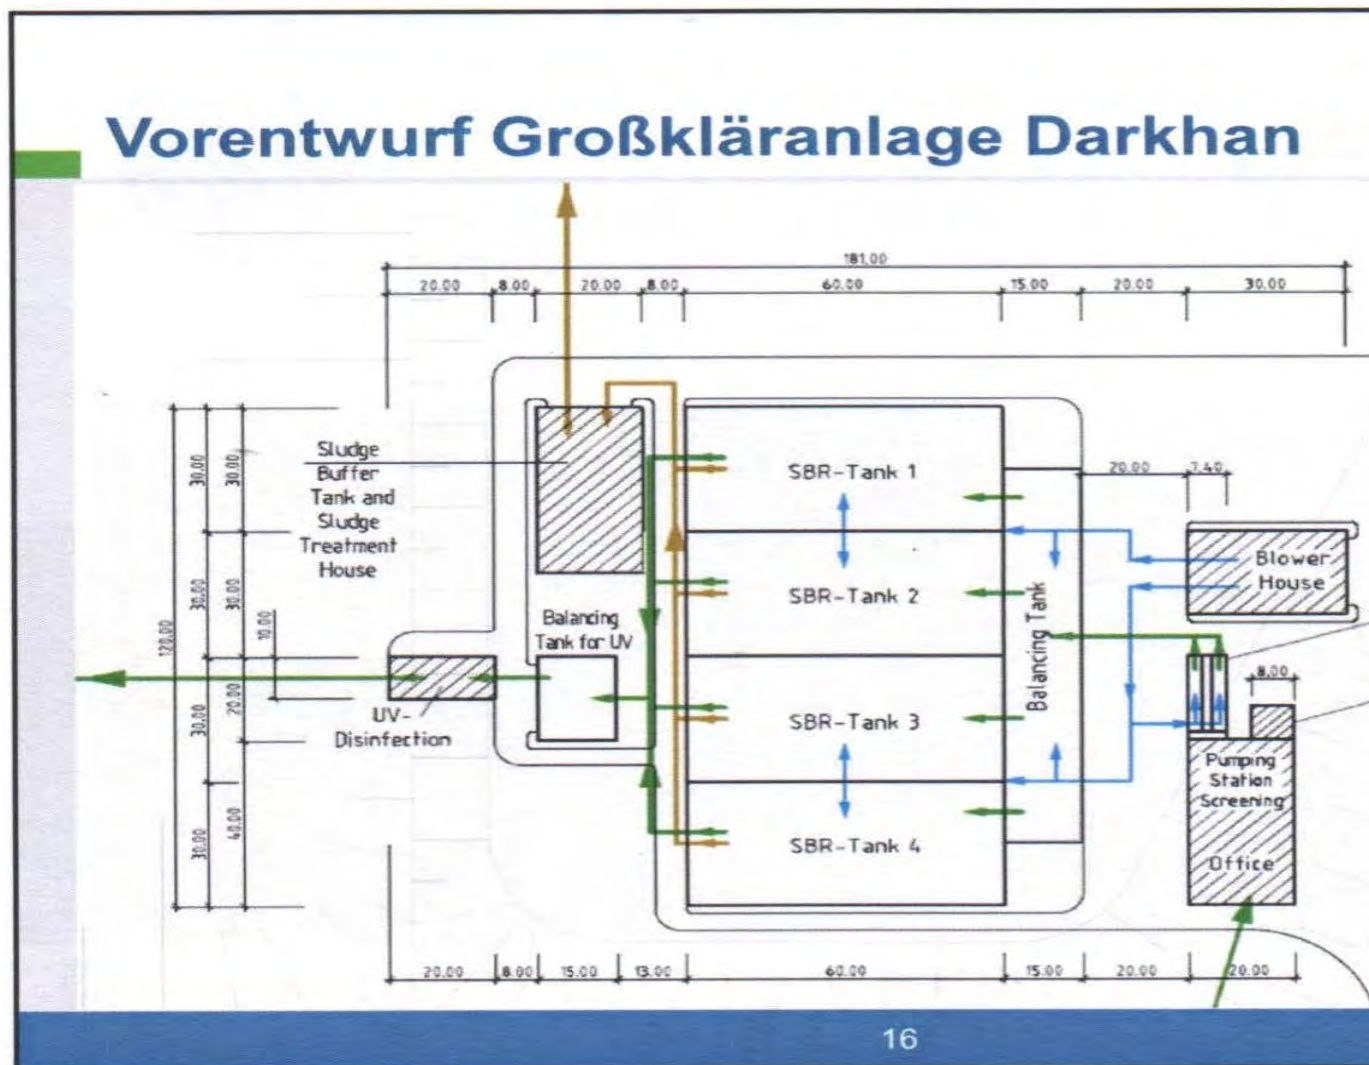 Vorentwurf Großkläranlage Darkhan
181,00
20.00 8.00 20.00 8.00 60.00 15.00 20.00 30.00
Sludge
Buffer
Tank and
Sludge
Treatment
House
30.00
30.00
30.00
30.00
120.00
30.00
30.00
10.00
20.00
40.00
SBR-Tank 1
SBR-Tank 2
SBR-Tank 3
SBR-Tank 4
Balancing
Tank for UV
UV-
Disinfection
Balancing Tank
20.00 7.40
Blower
House
8,00
Pumping
Station
Screening
Office
20.00 8.00 15.00 13.00 60.00 15.00 20.00 20.00
16